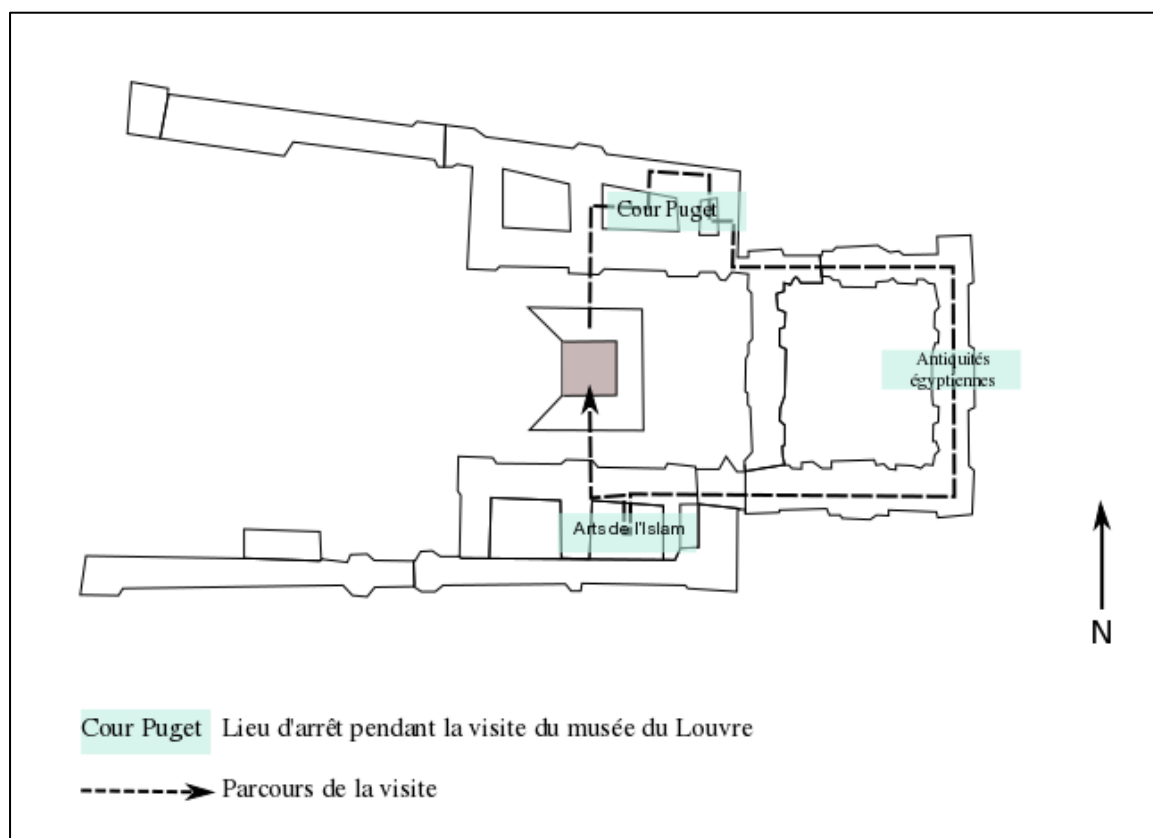 Cour Puget
Antiquités
égyptiennes
Arts de l'Islam
N
Cour Puget Lieu d'arrêt pendant la visite du musée du Louvre
Parcours de la visite